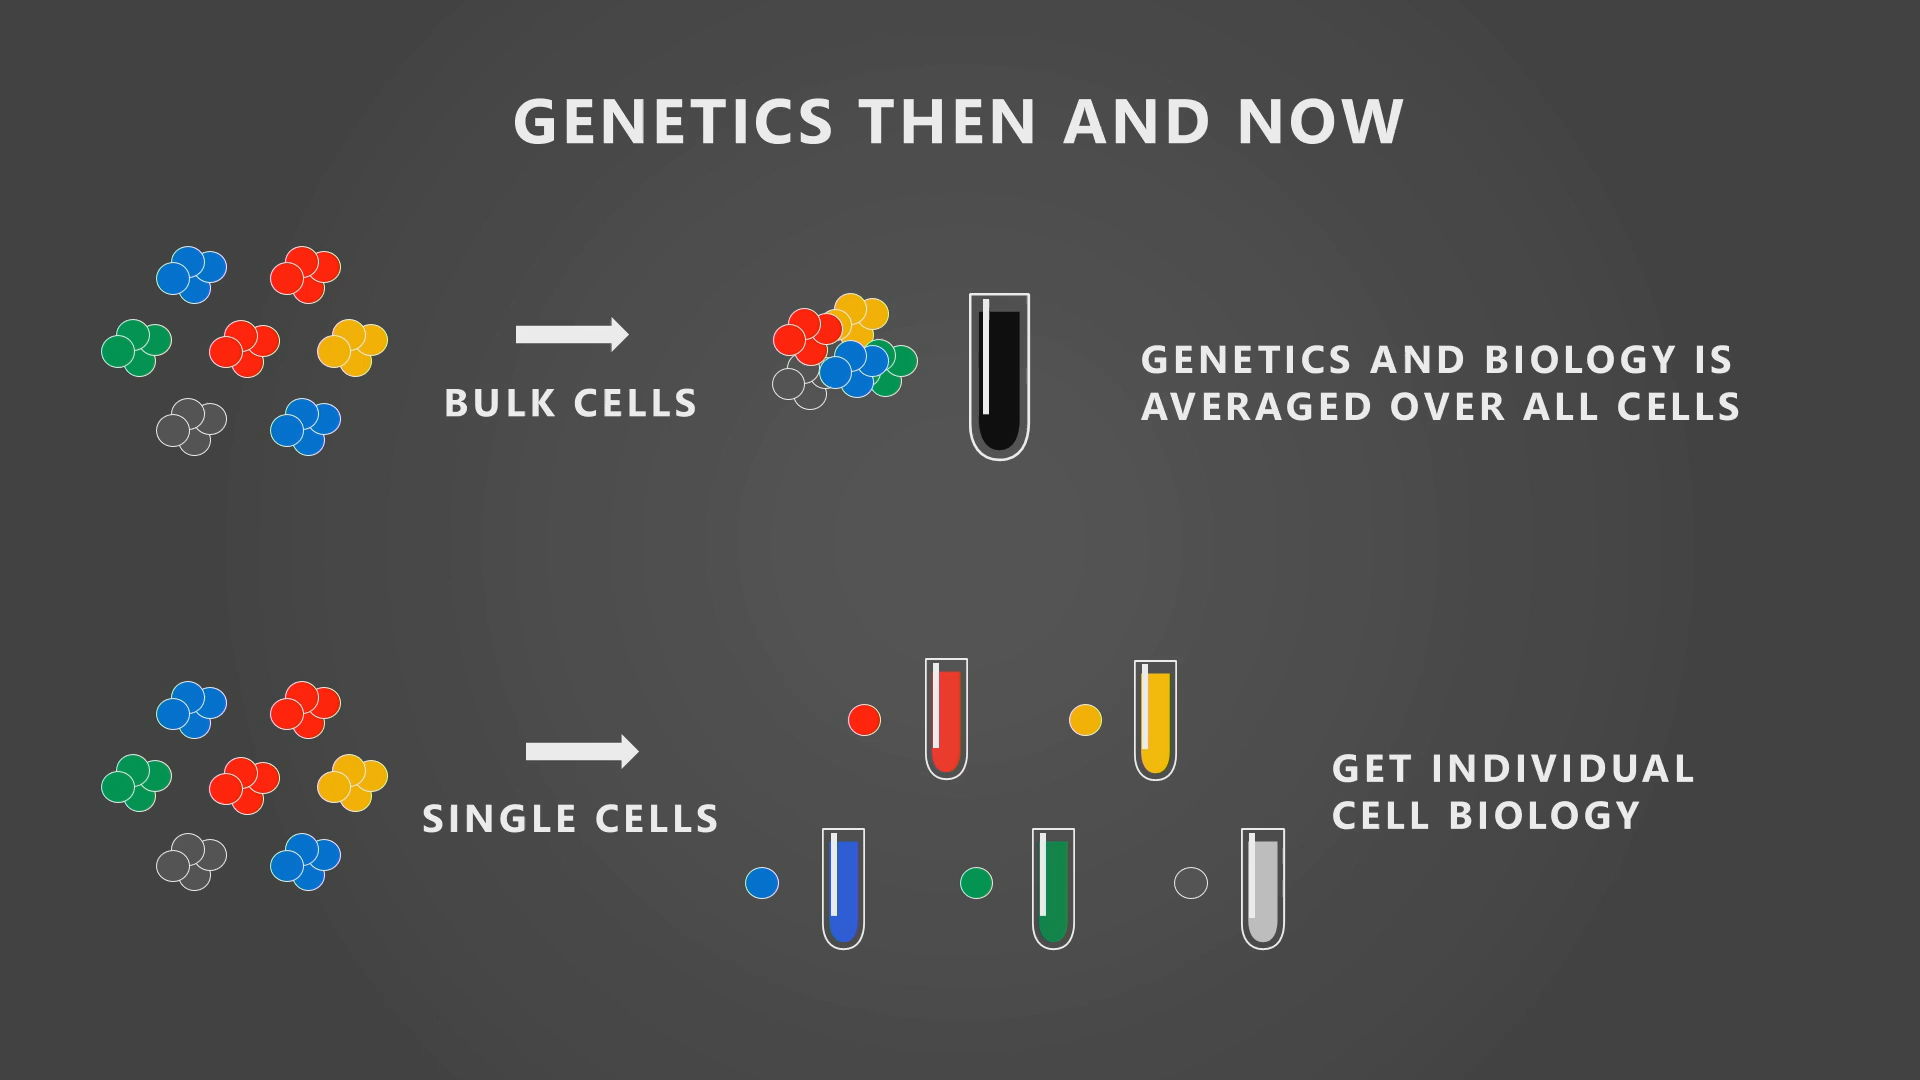 GENETICS THEN AND NOW
BULK CELLS
GENETICS AND BIOLOGY IS
AVERAGED OVER ALL CELLS
SINGLE CELLS
GET INDIVIDUAL
CELL BIOLOGY